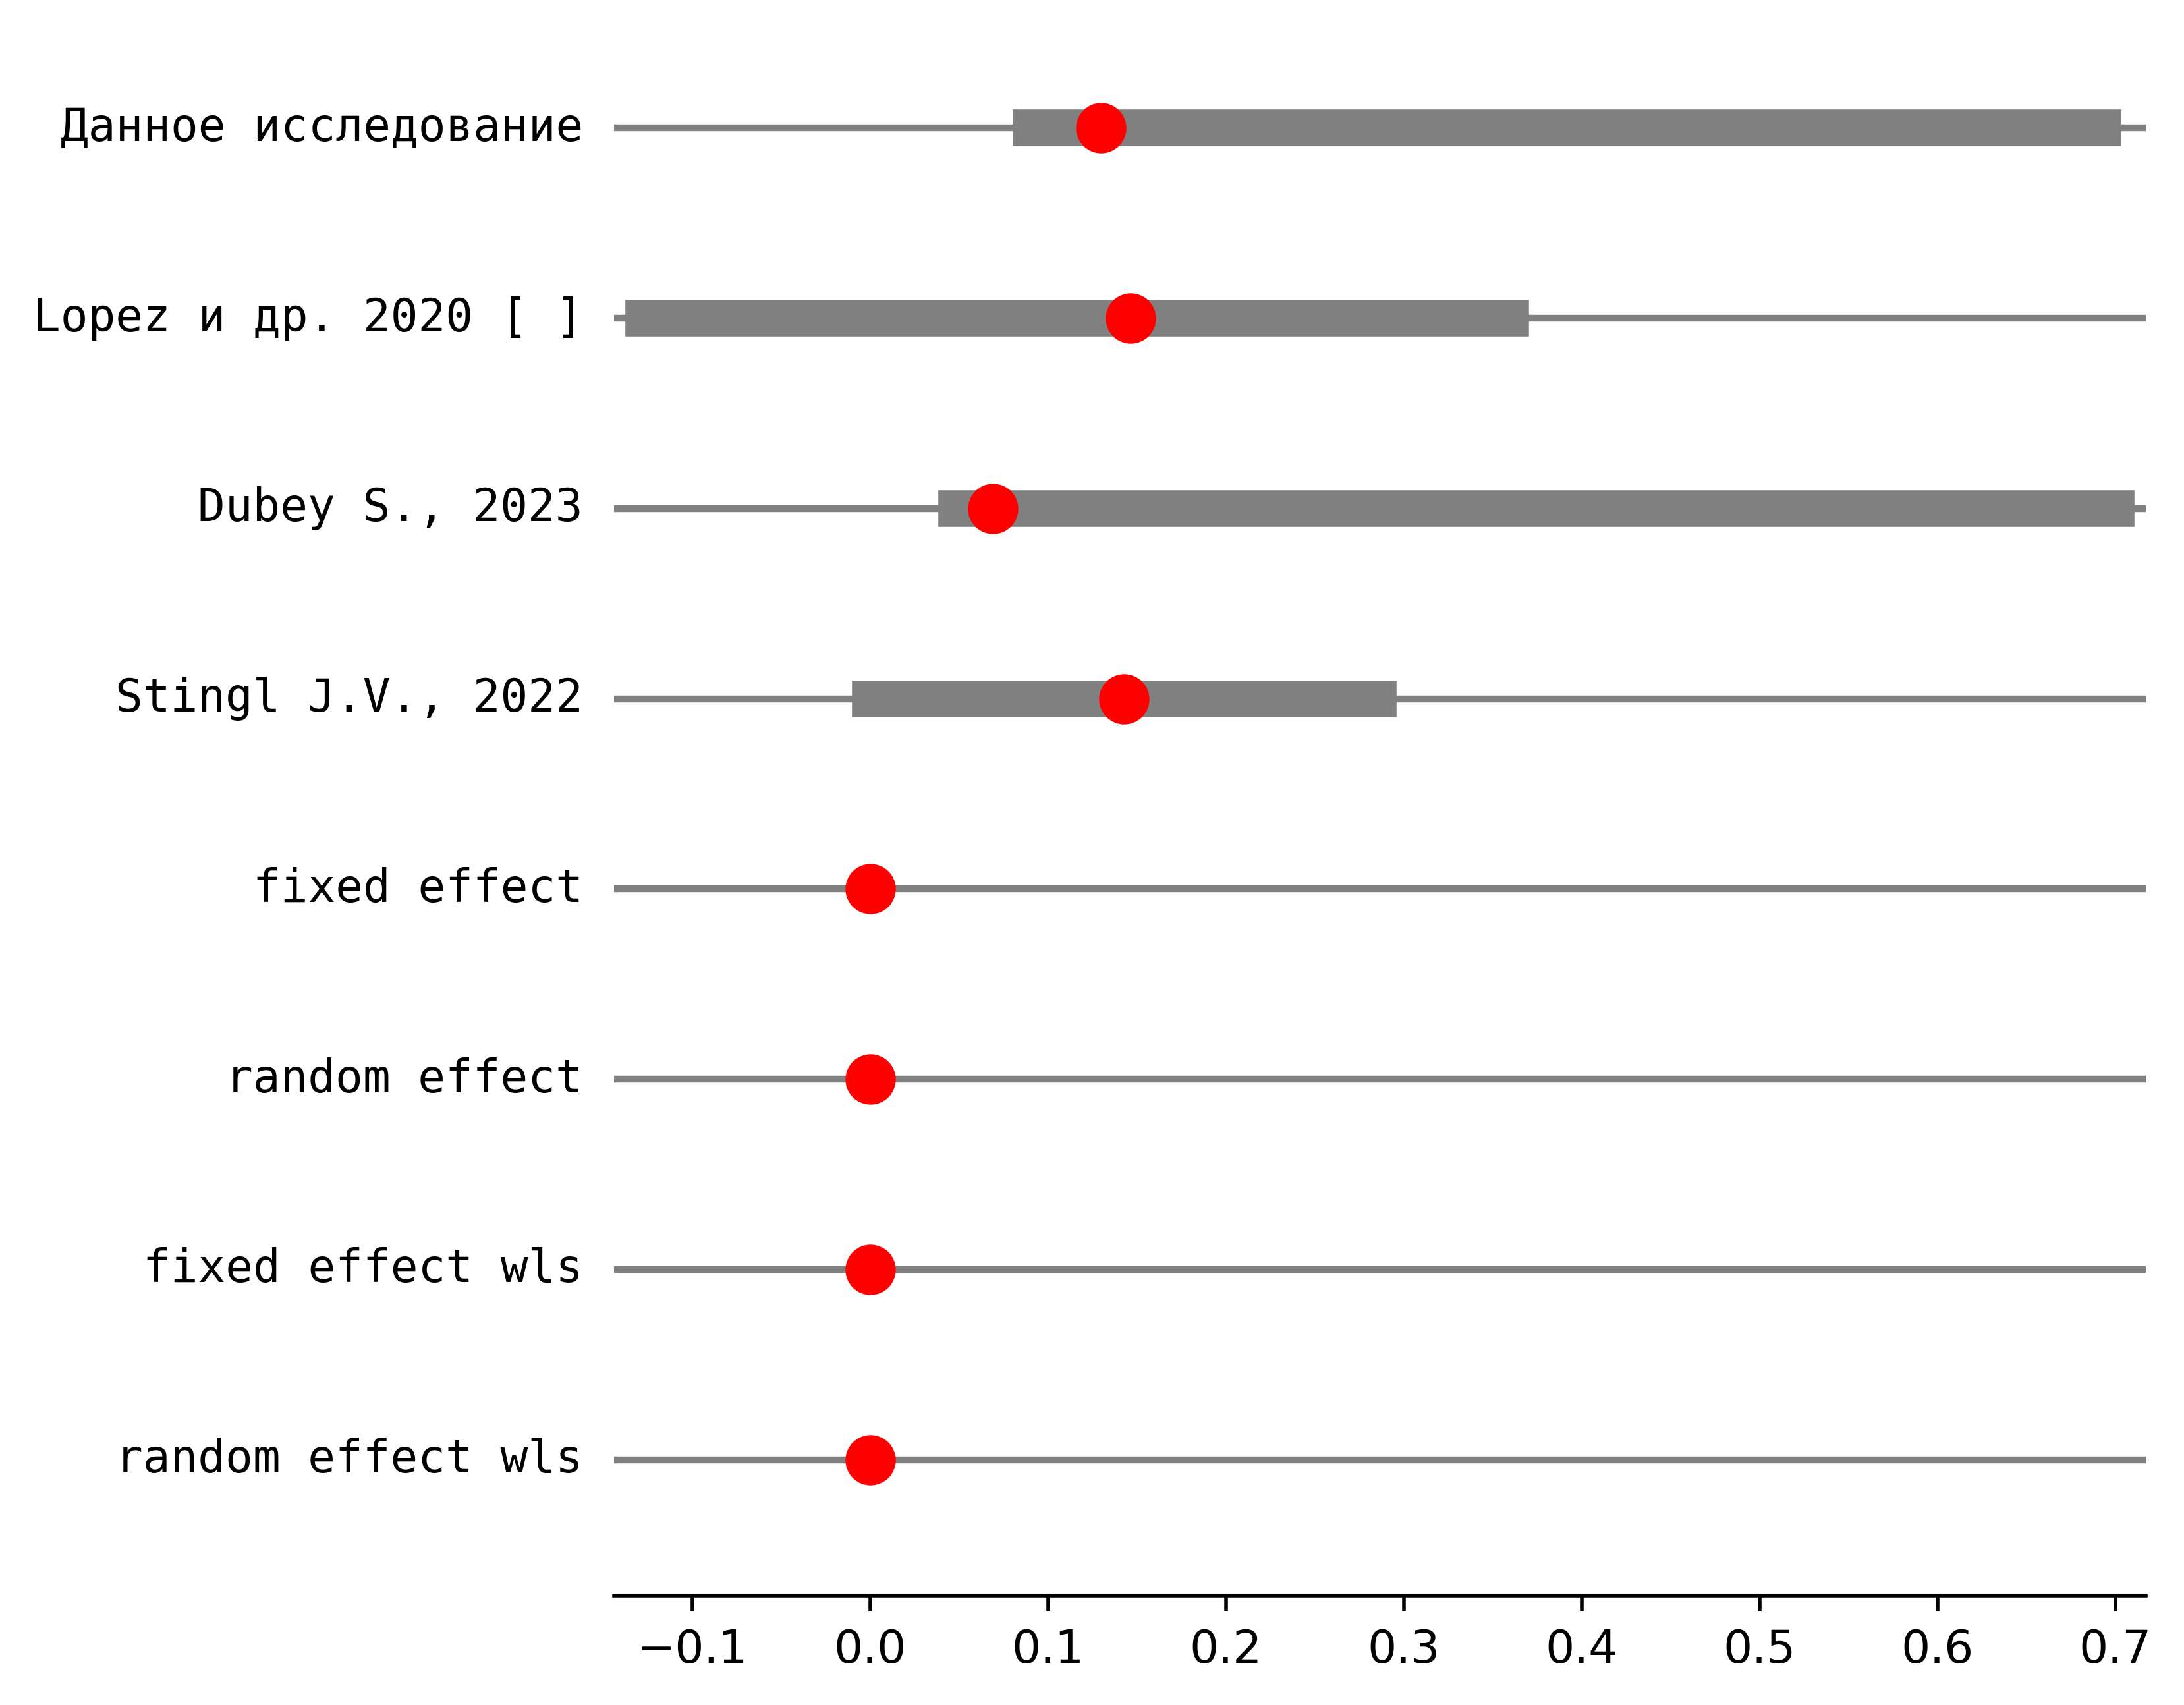 Данное исследование
Lopez и др. 2020 [ ]
Dubey S., 2023
Stingl J.V., 2022
fixed effect
random effect
fixed effect wls
random effect wls
−0.1 0.0 0.1 0.2 0.3 0.4 0.5 0.6 0.7